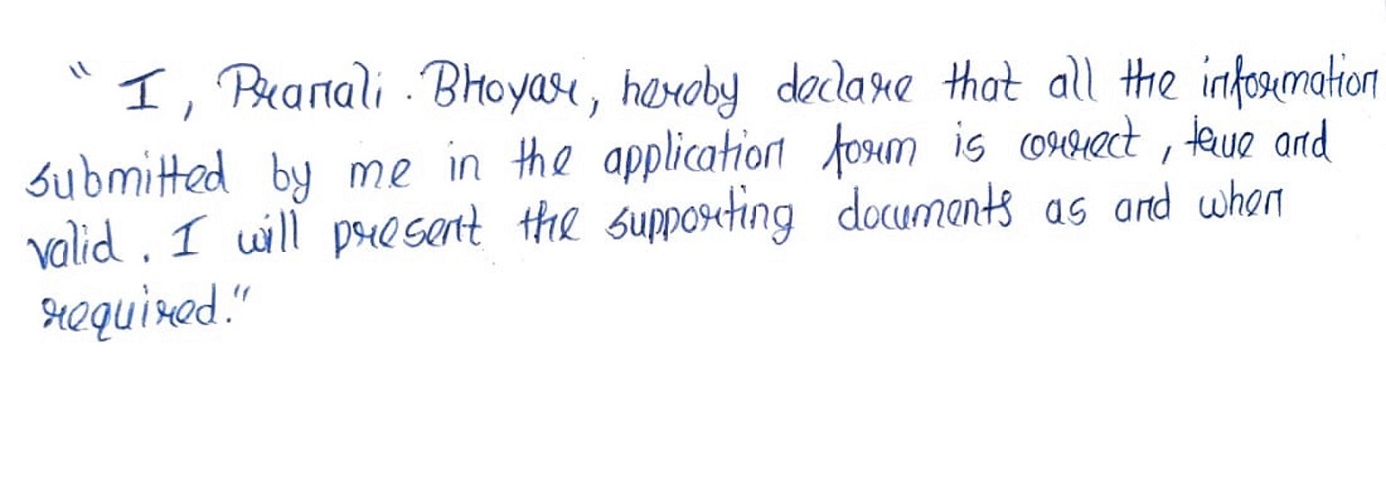 "I, Pranali . Bhoyar, hereby declare that all the information
submitted by me in the application form is correct, true and
valid. I will present the supporting documents as and when
required."